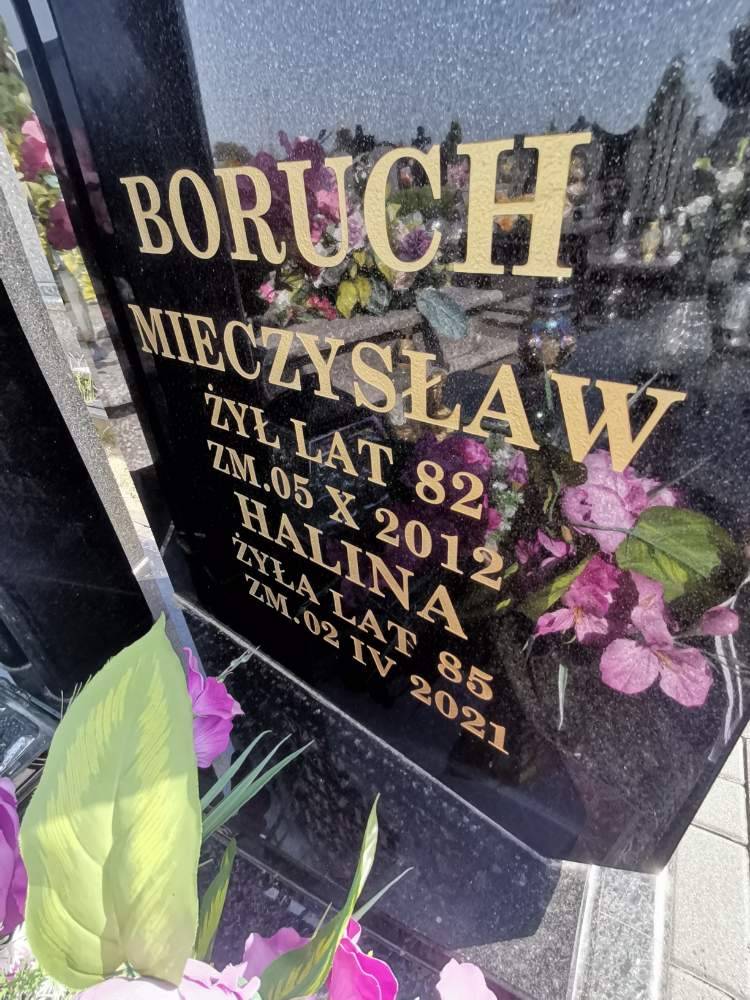 BORUCH
MIECZYSŁAW
ŻYŁ LAT 82
ZM.05 X 2012
HALINA
ŻYŁA LAT 85
ZM.02 IV 2021